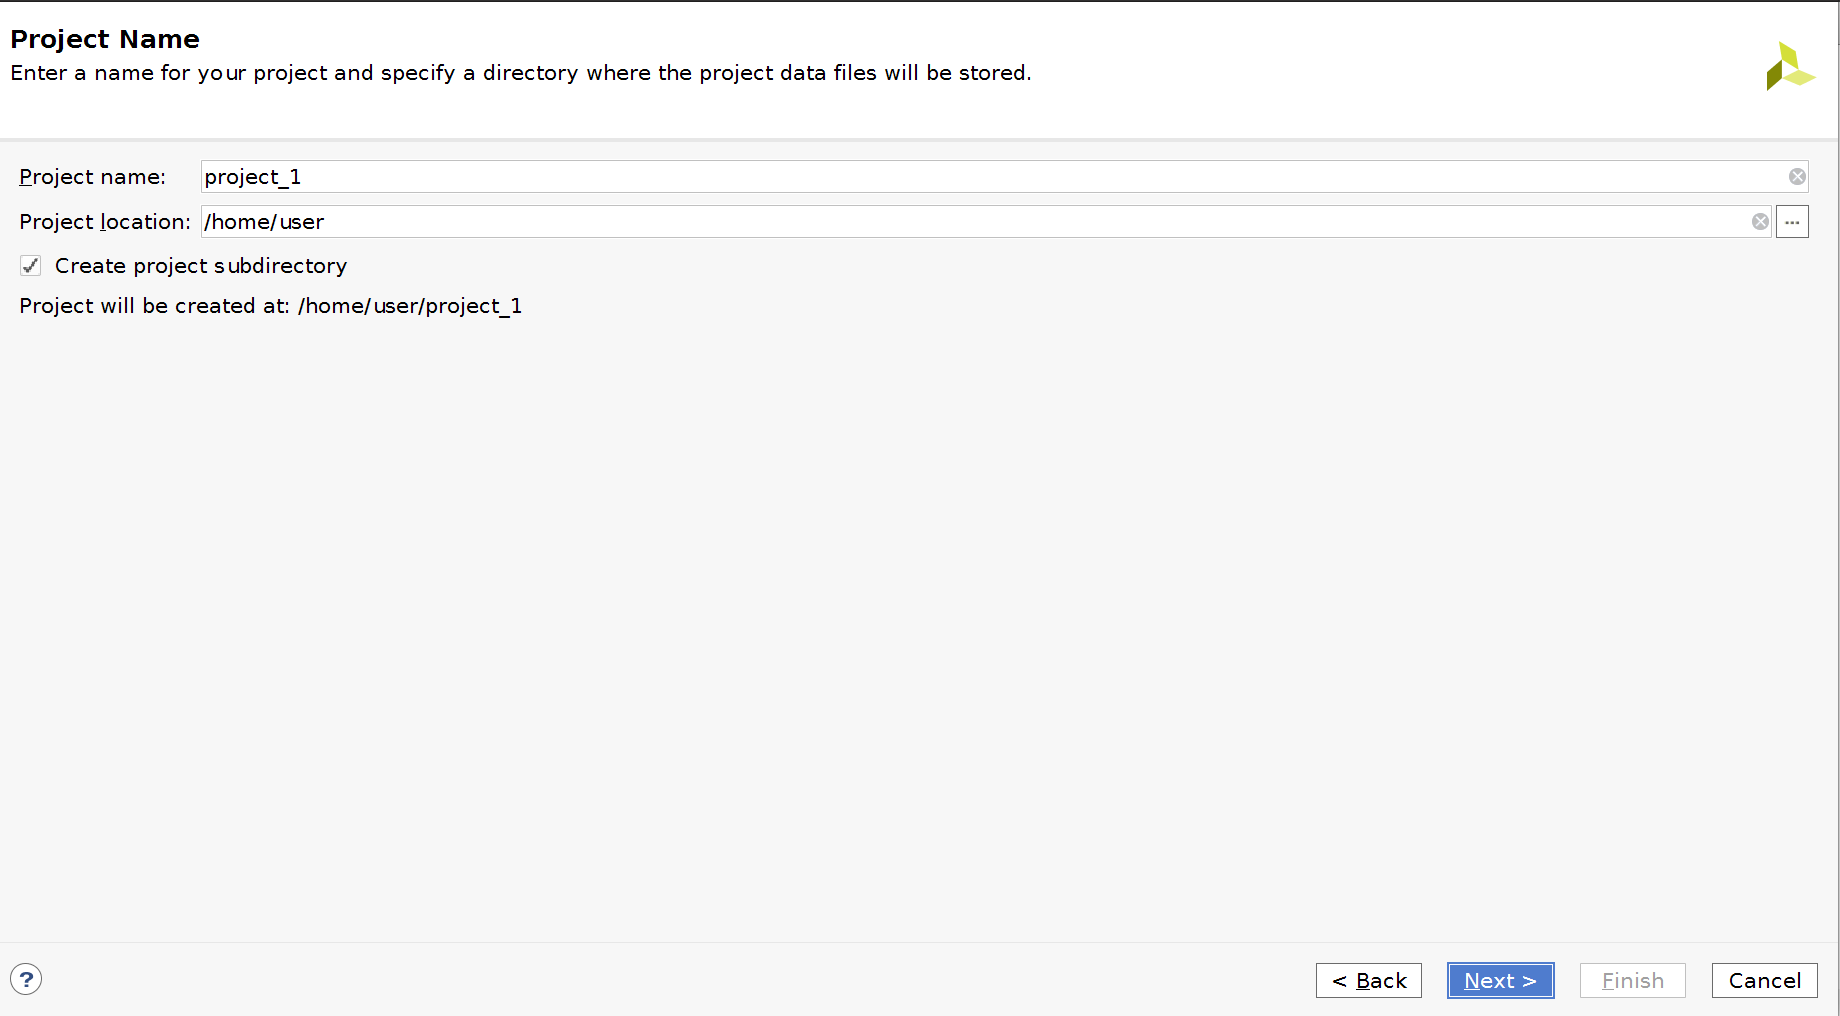 Project Name
Enter a name for your project and specify a directory where the project data files will be stored.
Project name: project_1
Project location: /home/user ...
Create project subdirectory
Project will be created at: /home/user/project_1
? < Back Next > Finish Cancel